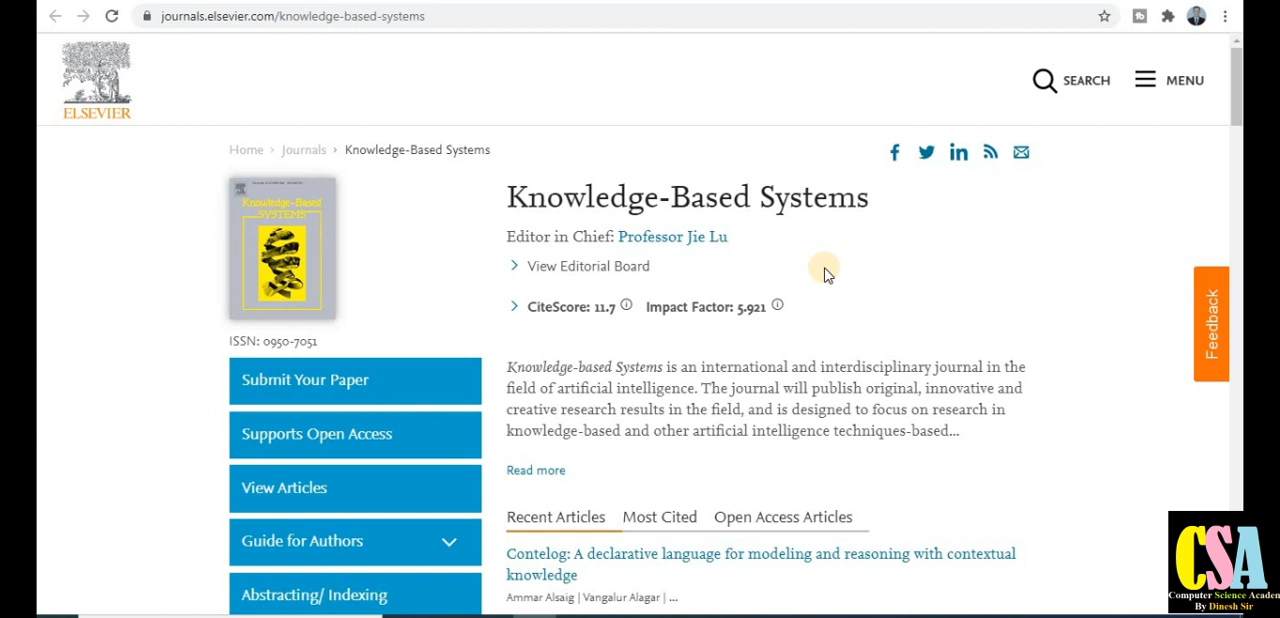 journals.elsevier.com/knowledge-based-systems
ELSEVIER
SEARCH
MENU
Home > Journals > Knowledge-Based Systems
Knowledge-Based
SYSTEMS
Knowledge-Based Systems
Editor in Chief: Professor Jie Lu
> View Editorial Board
> CiteScore: 11.7 Impact Factor: 5.921
ISSN: 0950-7051
Submit Your Paper
Supports Open Access
View Articles
Guide for Authors
Abstracting/ Indexing
Knowledge-based Systems is an international and interdisciplinary journal in the
field of artificial intelligence. The journal will publish original, innovative and
creative research results in the field, and is designed to focus on research in
knowledge-based and other artificial intelligence techniques-based...
Read more
Recent Articles Most Cited Open Access Articles
Contelog: A declarative language for modeling and reasoning with contextual
knowledge
Ammar Alsaig | Vangalur Alagar | ...
Feedback
CSA
Computer Science Academ
By Dinesh Sir